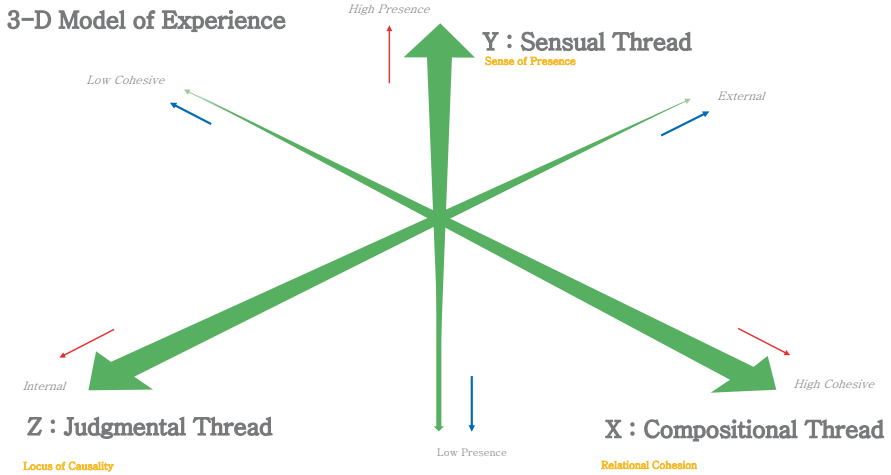 3-D Model of Experience
High Presence
Y : Sensual Thread
Sense of Presence
Low Cohesive
External
Internal
High Cohesive
Z : Judgmental Thread
X : Compositional Thread
Low Presence
Locus of Causality
Relational Cohesion